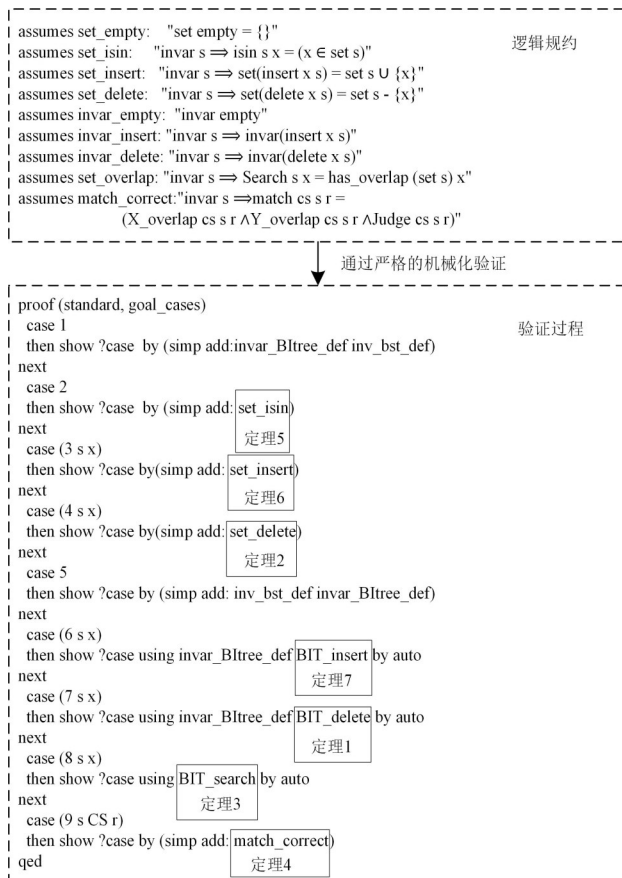 assumes set_empty: "set empty = {}"
逻辑规约
assumes set_isin: "invar s ⟹ isin s x = (x ∈ set s)"
assumes set_insert: "invar s ⟹ set(insert x s) = set s ∪ {x}"
assumes set_delete: "invar s ⟹ set(delete x s) = set s - {x}"
assumes invar_empty: "invar empty"
assumes invar_insert: "invar s ⟹ invar(insert x s)"
assumes invar_delete: "invar s ⟹ invar(delete x s)"
assumes set_overlap: "invar s ⟹ Search s x = has_overlap (set s) x"
assumes match_correct:"invar s ⟹match cs s r =
(X_overlap cs s r ∧Y_overlap cs s r ∧Judge cs s r)"
通过严格的机械化验证
proof (standard, goal_cases)
验证过程
case 1
then show ?case by (simp add:invar_BItree_def inv_bst_def)
next
case 2
then show ?case by (simp add: set_isin)
next
定理5
case (3 s x)
then show ?case by(simp add: set_insert)
next
定理6
case (4 s x)
then show ?case by(simp add: set_delete)
next
定理2
case 5
then show ?case by (simp add: inv_bst_def invar_BItree_def)
next
case (6 s x)
then show ?case using invar_BItree_def BIT_insert by auto
next
定理7
case (7 s x)
then show ?case using invar_BItree_def BIT_delete by auto
next
定理1
case (8 s x)
then show ?case using BIT_search by auto
next
定理3
case (9 s CS r)
then show ?case by (simp add: match_correct)
qed
定理4